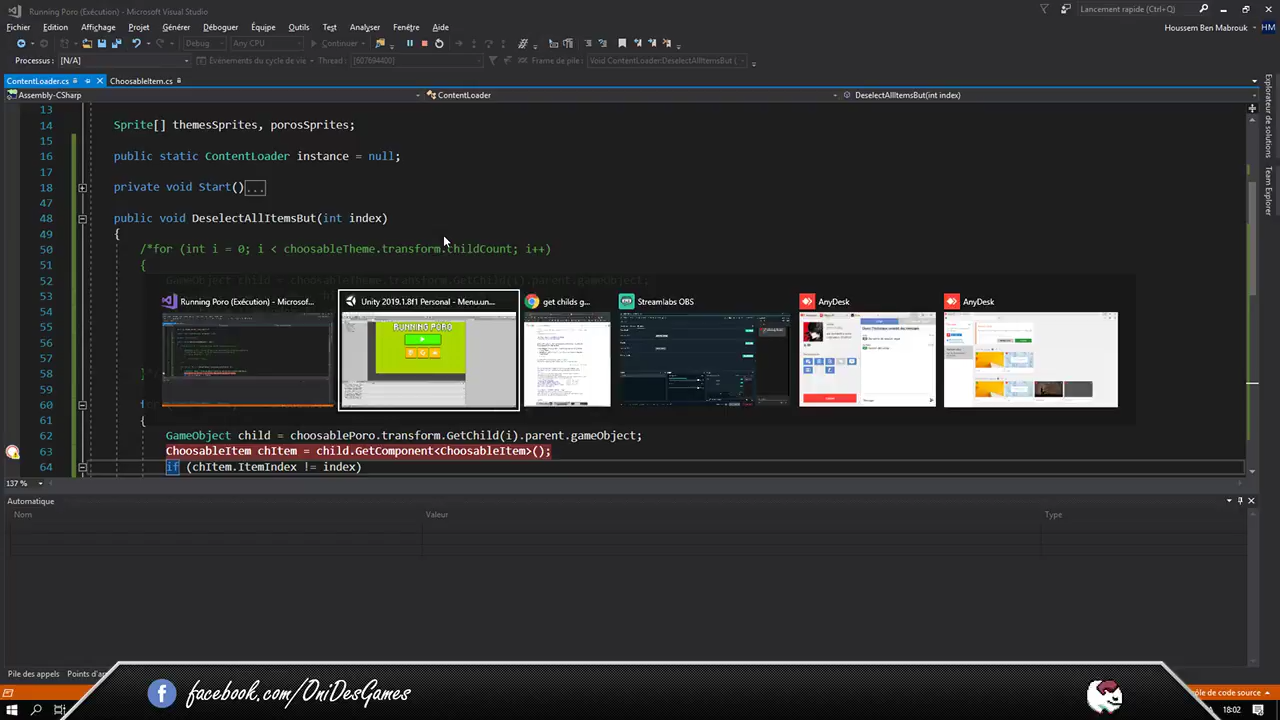 Running Poro (Exécution) - Microsoft Visual Studio
Lancement rapide (Ctrl+Q)
Fichier Edition Affichage Projet Générer Déboguer Équipe Outils Test Analyser Fenêtre Aide
Houssem Ben Mabrouk HM
Debug Any CPU Continuer
Processus : [N/A] Événements du cycle de vie Thread : [607694400] Frame de pile : Void ContentLoader:DeselectAllItemsBut (
ContentLoader.cs ChoosableItem.cs
Assembly-CSharp ContentLoader DeselectAllItemsBut(int index)
13
14 Sprite[] themesSprites, porosSprites;
15
16 public static ContentLoader instance = null;
17
18 private void Start()...
47
48 public void DeselectAllItemsBut(int index)
49 {
50 /*for (int i = 0; i < choosableTheme.transform.childCount; i++)
51 {
52 GameObject child = choosableTheme.transform.GetChild(i).parent.gameObject;
53
Running Poro (Exécution) - Microsof...
Unity 2019.1.8f1 Personal - Menu.un...
get childs g...
Streamlabs OBS
AnyDesk
AnyDesk
RUNNING PORO
54
55
56
57
58
59
60 f
61 {
62 GameObject child = choosablePoro.transform.GetChild(i).parent.gameObject;
63 ChoosableItem chItem = child.GetComponent<ChoosableItem>();
64 if (chItem.ItemIndex != index)
137 %
Automatique
Nom Valeur Type
Explorateur de solutions
Team Explorer
Pile des appels Points d'arr
facebook.com/OniDesGames
ôle de code source
18:02